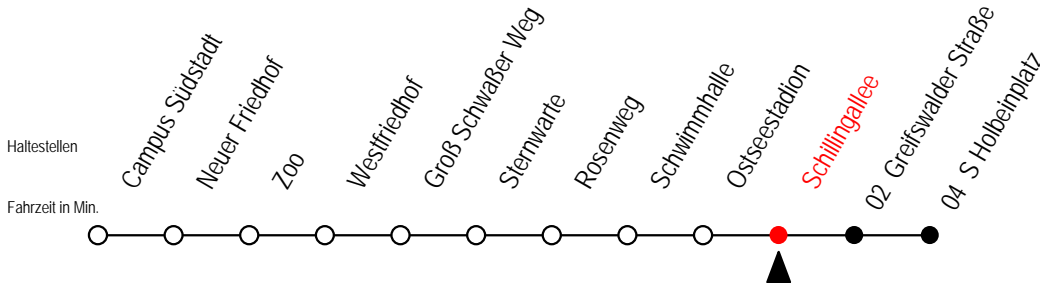 Campus Südstadt
Neuer Friedhof
Zoo
Westfriedhof
Groß Schwaßer Weg
Sternwarte
Rosenweg
Schwimmhalle
Ostseestadion
Schillingallee
02 Greifswalder Straße
04 S Holbeinplatz
Haltestellen
Fahrzeit in Min.